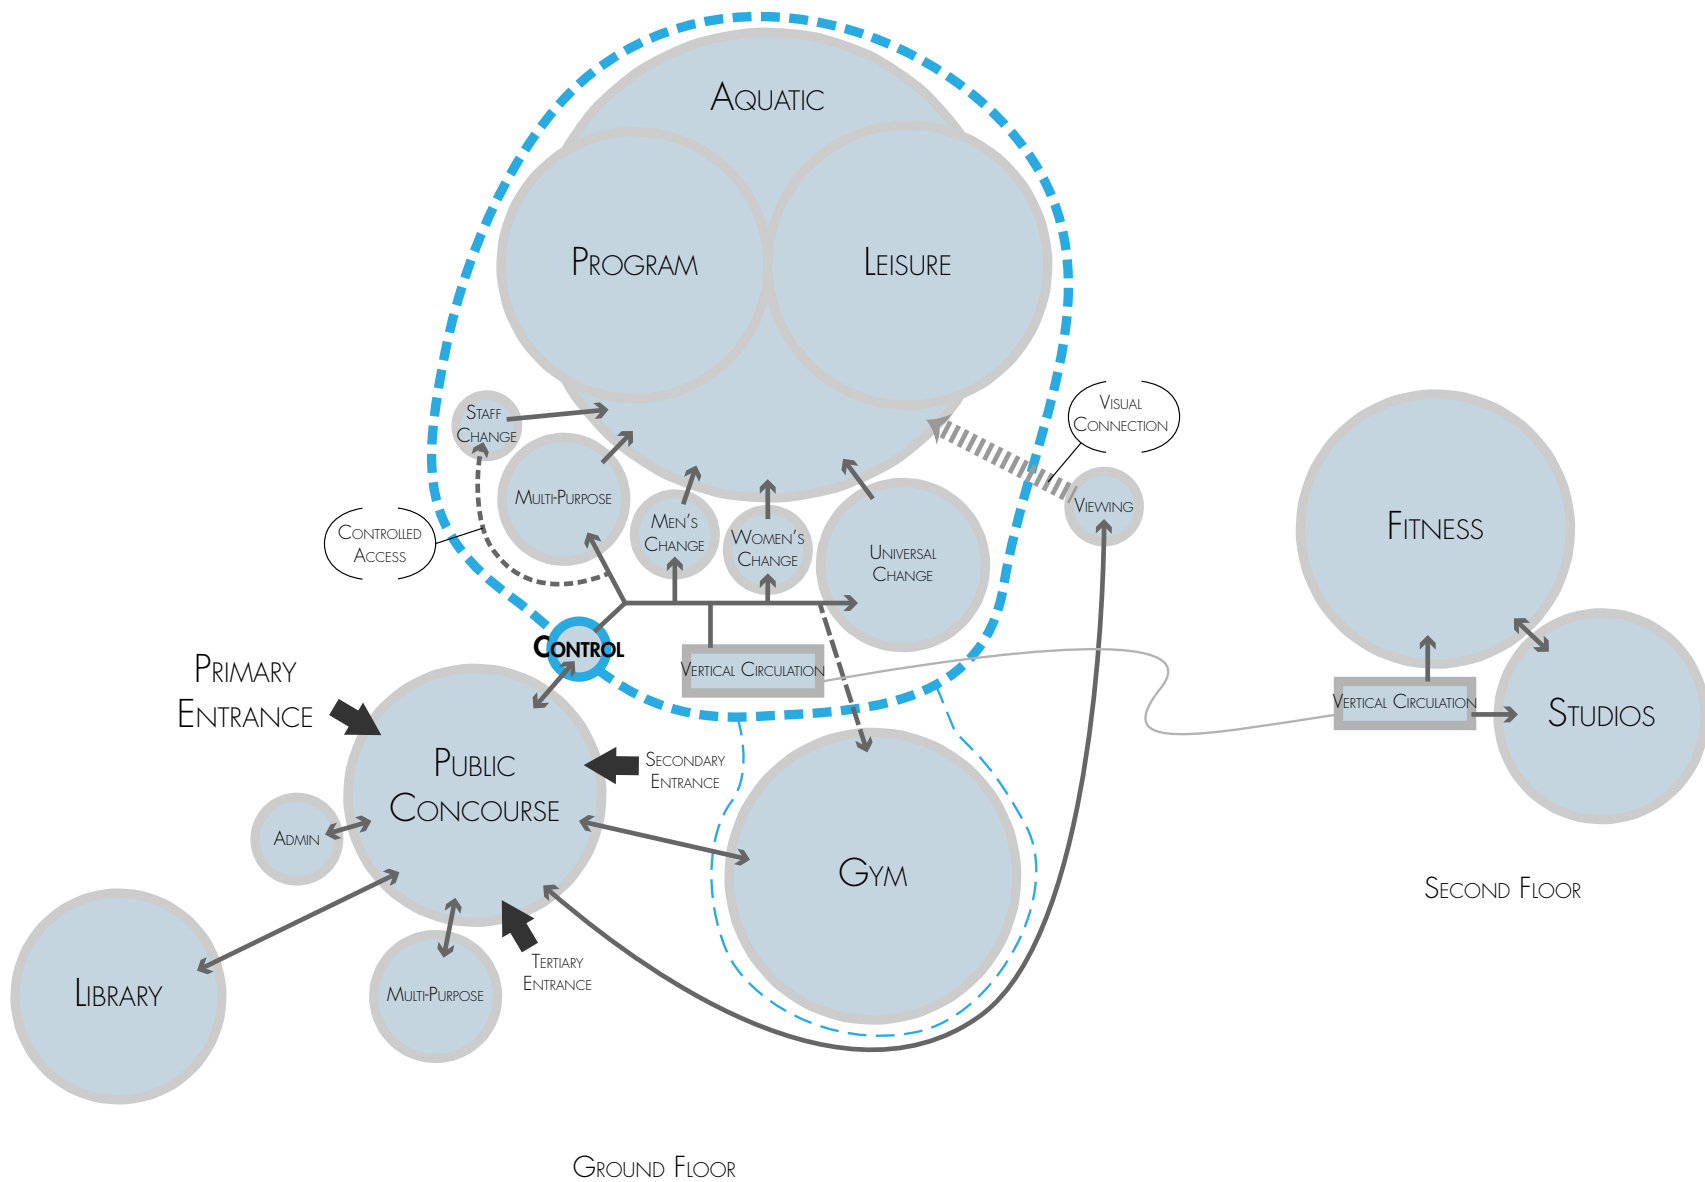 Aquatic
Program
Leisure
Staff
Change
Multi-Purpose
Men's
Change
Women's
Change
Universal
Change
Visual
Connection
Viewing
Controlled
Access
Control
Vertical Circulation
Primary
Entrance
Public
Concourse
Secondary
Entrance
Admin
Gym
Library
Multi-Purpose
Tertiary
Entrance
Ground Floor
Fitness
Vertical Circulation
Studios
Second Floor